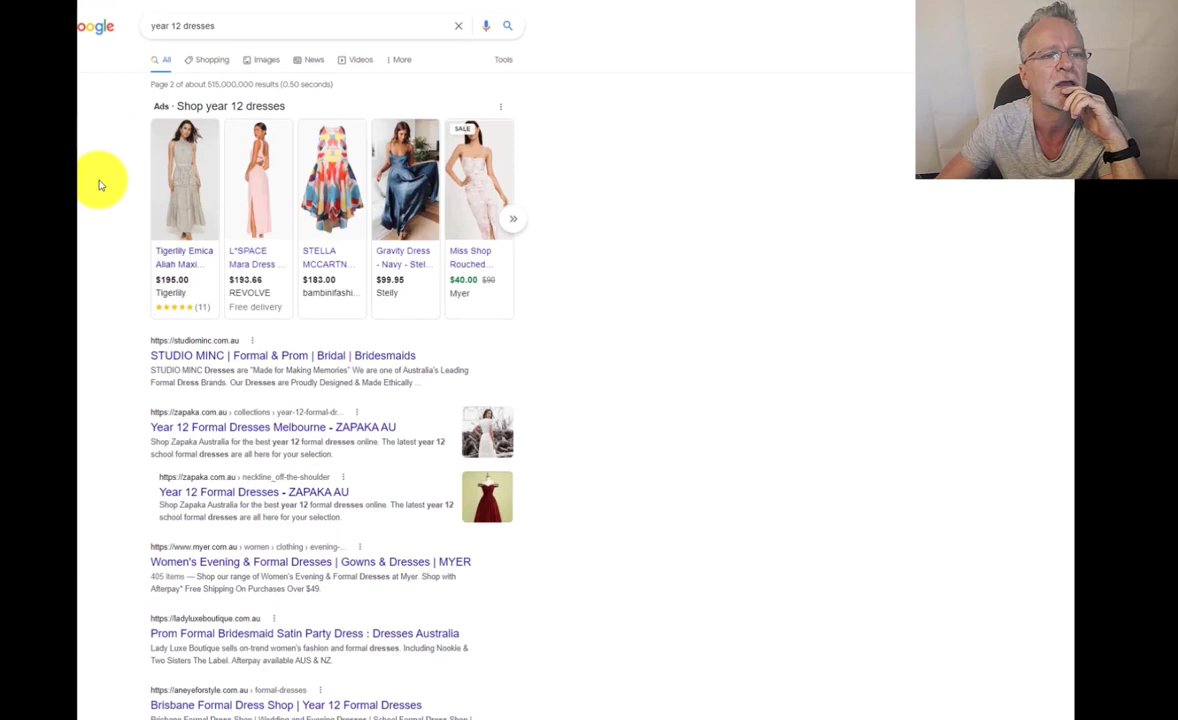 oogle
year 12 dresses
All Shopping Images News Videos More Tools
Page 2 of about 515,000,000 results (0.50 seconds)
Ads · Shop year 12 dresses
SALE
Tigerlily Emica
Aliah Maxi...
$195.00
Tigerlily
(11)
L*SPACE
Mara Dress ...
$193.66
REVOLVE
Free delivery
STELLA
MCCARTN...
$183.00
bambinifashi...
Gravity Dress
- Navy - Stel...
$99.95
Stelly
Miss Shop
Rouched...
$40.00 $90
Myer
https://studiominc.com.au
STUDIO MINC | Formal & Prom | Bridal | Bridesmaids
STUDIO MINC Dresses are "Made for Making Memories" We are one of Australia's Leading
Formal Dress Brands. Our Dresses are Proudly Designed & Made Ethically ...
https://zapaka.com.au › collections › year-12-formal-dr...
Year 12 Formal Dresses Melbourne - ZAPAKA AU
Shop Zapaka Australia for the best year 12 formal dresses online. The latest year 12
school formal dresses are all here for your selection.
https://zapaka.com.au › neckline_off-the-shoulder
Year 12 Formal Dresses - ZAPAKA AU
Shop Zapaka Australia for the best year 12 formal dresses online. The latest year 12
school formal dresses are all here for your selection.
https://www.myer.com.au › women › clothing › evening-...
Women's Evening & Formal Dresses | Gowns & Dresses | MYER
405 items — Shop our range of Women's Evening & Formal Dresses at Myer. Shop with
Afterpay* Free Shipping On Purchases Over $49.
https://ladyluxeboutique.com.au
Prom Formal Bridesmaid Satin Party Dress : Dresses Australia
Lady Luxe Boutique sells on-trend women's fashion and formal dresses. Including Nookie &
Two Sisters The Label. Afterpay available AUS & NZ.
https://aneyeforstyle.com.au › formal-dresses
Brisbane Formal Dress Shop | Year 12 Formal Dresses
Brisbane Formal Dress Shop | Wedding and Evening Dresses | School Formal Dress Shop |